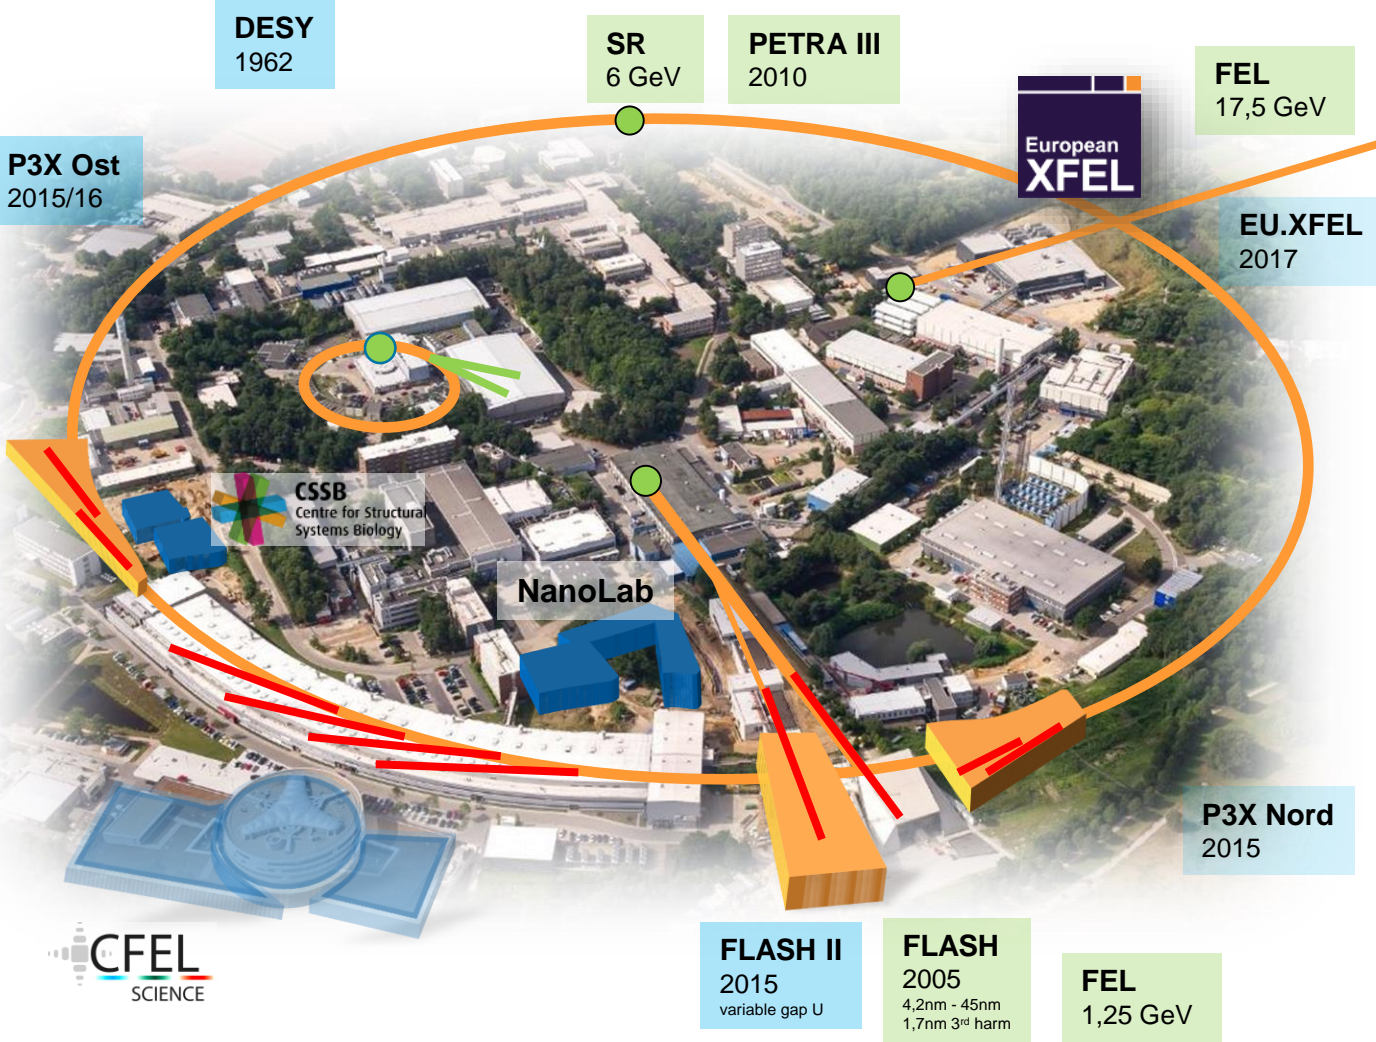 DESY
1962
SR
6 GeV
PETRA III
2010
FEL
17,5 GeV
European
XFEL
P3X Ost
2015/16
EU.XFEL
2017
CSSB
Centre for Structural
Systems Biology
NanoLab
P3X Nord
2015
CFEL
SCIENCE
FLASH II
2015
variable gap U
FLASH
2005
4,2nm - 45nm
1,7nm 3rd harm
FEL
1,25 GeV